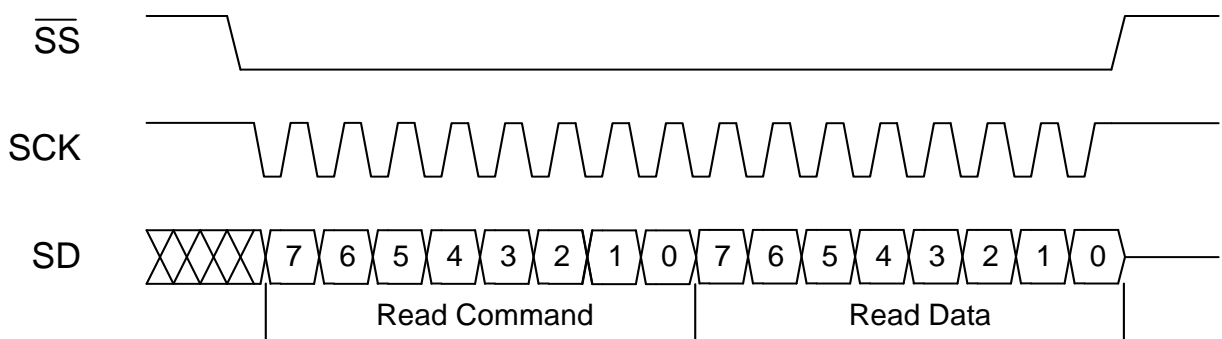 S̅S̅
SCK
SD 7 6 5 4 3 2 1 0 7 6 5 4 3 2 1 0
Read Command Read Data